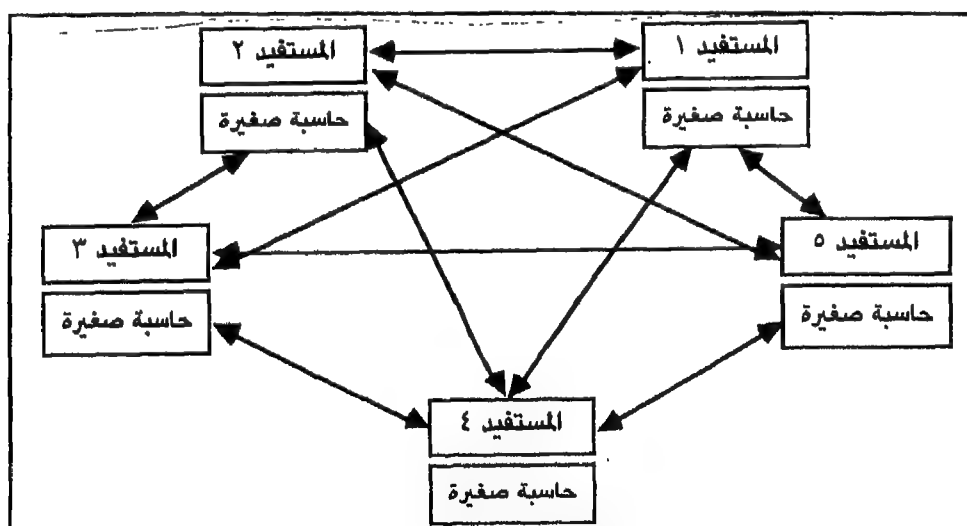 المستفيد ١
حاسبة صغيرة
المستفيد ٢
حاسبة صغيرة
المستفيد ٣
حاسبة صغيرة
المستفيد ٤
حاسبة صغيرة
المستفيد ٥
حاسبة صغيرة